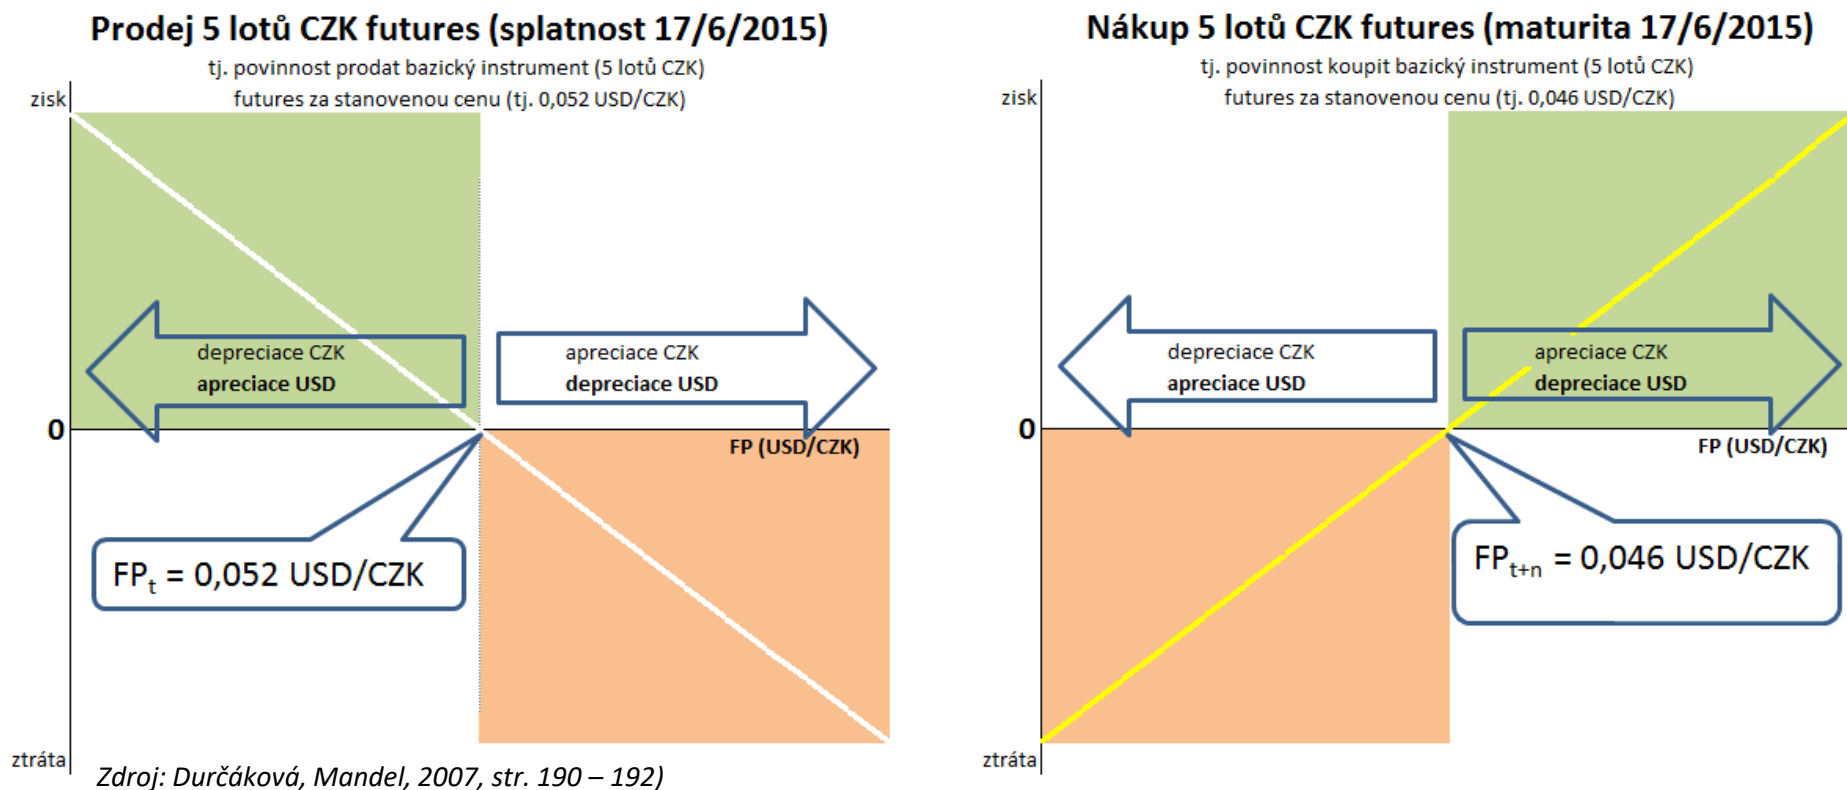 Prodej 5 lotů CZK futures (splatnost 17/6/2015)
tj. povinnost prodat bazický instrument (5 lotů CZK)
futures za stanovenou cenu (tj. 0,052 USD/CZK)
zisk
depreciace CZK
apreciace USD
apreciace CZK
depreciace USD
0
FP (USD/CZK)
FPt = 0,052 USD/CZK
ztráta
Zdroj: Durčáková, Mandel, 2007, str. 190 – 192)
Nákup 5 lotů CZK futures (maturita 17/6/2015)
tj. povinnost koupit bazický instrument (5 lotů CZK)
futures za stanovenou cenu (tj. 0,046 USD/CZK)
zisk
depreciace CZK
apreciace USD
apreciace CZK
depreciace USD
0
FP (USD/CZK)
FPt+n = 0,046 USD/CZK
ztráta